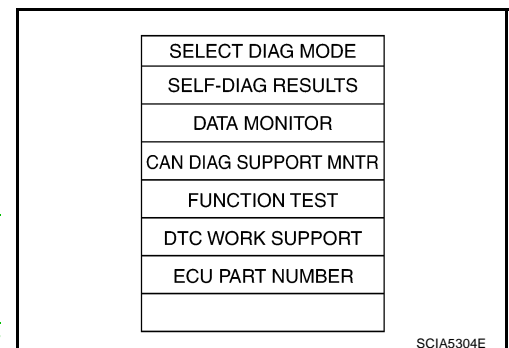 SELECT DIAG MODE
SELF-DIAG RESULTS
DATA MONITOR
CAN DIAG SUPPORT MNTR
FUNCTION TEST
DTC WORK SUPPORT
ECU PART NUMBER
SCIA5304E